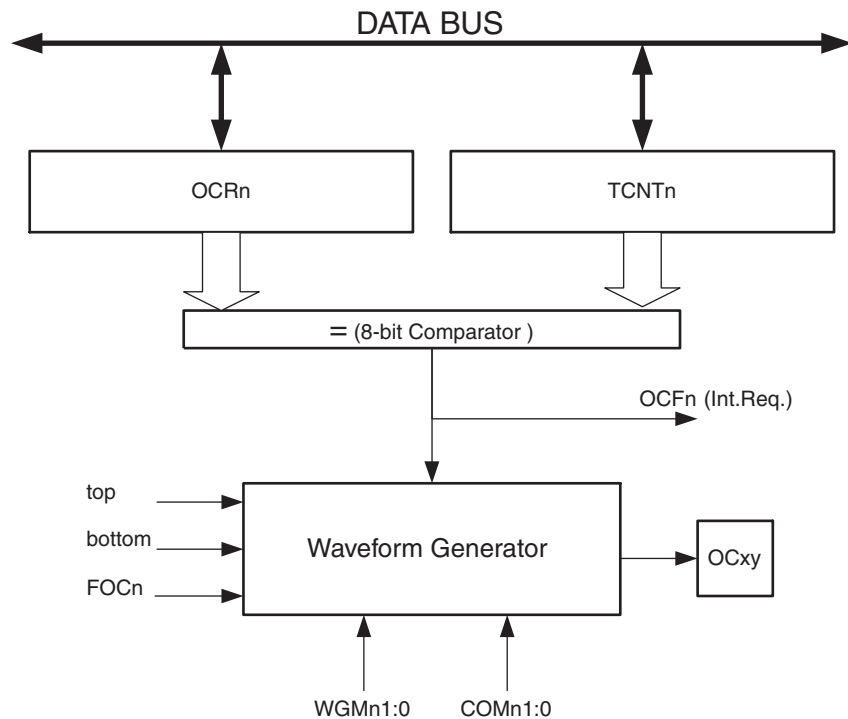 DATA BUS
OCRn
TCNTn
= (8-bit Comparator )
OCFn (Int.Req.)
top
bottom
FOCn
Waveform Generator
OCxy
WGMn1:0
COMn1:0